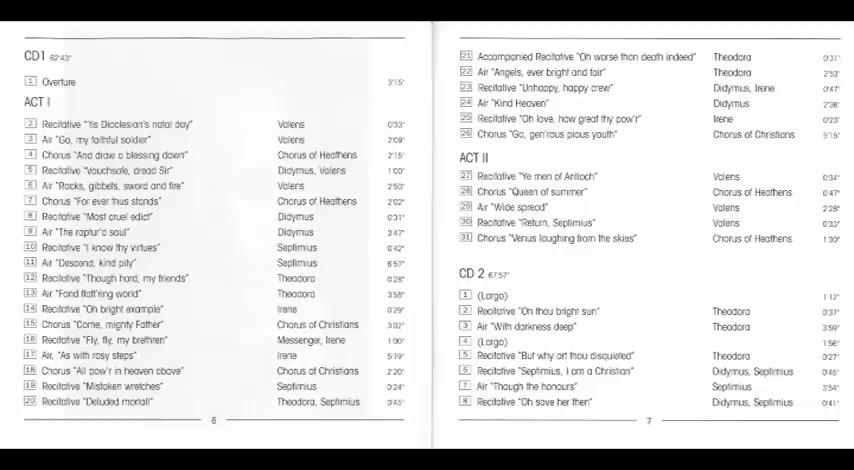 CD1 62'43"
1 Overture 3'15"
ACT I
2 Recitative "'Tis Dioclesian's natal day" Valens 0'33"
3 Air "Go, my faithful soldier" Valens 2'09"
4 Chorus "And draw a blessing down" Chorus of Heathens 2'15"
5 Recitative "Vouchsafe, dread Sir" Didymus, Valens 1'00"
6 Air "Racks, gibbets, sword and fire" Valens 2'50"
7 Chorus "For ever thus stands" Chorus of Heathens 2'02"
8 Recitative "Most cruel edict" Didymus 0'31"
9 Air "The raptur'd soul" Didymus 3'47"
10 Recitative "I know thy virtues" Septimius 0'42"
11 Air "Descend, kind pity" Septimius 6'57"
12 Recitative "Though hard, my friends" Theodora 0'28"
13 Air "Fond flatt'ring world" Theodora 3'58"
14 Recitative "Oh bright example" Irene 0'29"
15 Chorus "Come, mighty Father" Chorus of Christians 3'02"
16 Recitative "Fly, fly, my brethren" Messenger, Irene 1'00"
17 Air, "As with rosy steps" Irene 5'19"
18 Chorus "All pow'r in heaven above" Chorus of Christians 2'20"
19 Recitative "Mistaken wretches" Septimius 0'24"
20 Recitative "Deluded mortal!" Theodora, Septimius 0'45"
6
21 Accompanied Recitative "Oh worse than death indeed" Theodora 0'31"
22 Air "Angels, ever bright and fair" Theodora 2'53"
23 Recitative "Unhappy, happy crew" Didymus, Irene 0'47"
24 Air "Kind Heaven" Didymus 2'36"
25 Recitative "Oh love, how great thy pow'r" Irene 0'23"
26 Chorus "Go, gen'rous pious youth" Chorus of Christians 5'15"
ACT II
27 Recitative "Ye men of Antioch" Valens 0'34"
28 Chorus "Queen of summer" Chorus of Heathens 0'47"
29 Air "Wide spread" Valens 2'28"
30 Recitative "Return, Septimius" Valens 0'33"
31 Chorus "Venus laughing from the skies" Chorus of Heathens 1'30"
CD 2 67'57"
1 (Largo) 1'12"
2 Recitative "Oh thou bright sun" Theodora 0'37"
3 Air "With darkness deep" Theodora 3'59"
4 (Largo) 1'56"
5 Recitative "But why art thou disquieted" Theodora 0'27"
6 Recitative "Septimius, I am a Christian" Didymus, Septimius 0'45"
7 Air "Though the honours" Septimius 3'54"
8 Recitative "Oh save her then" Didymus, Septimius 0'41"
7